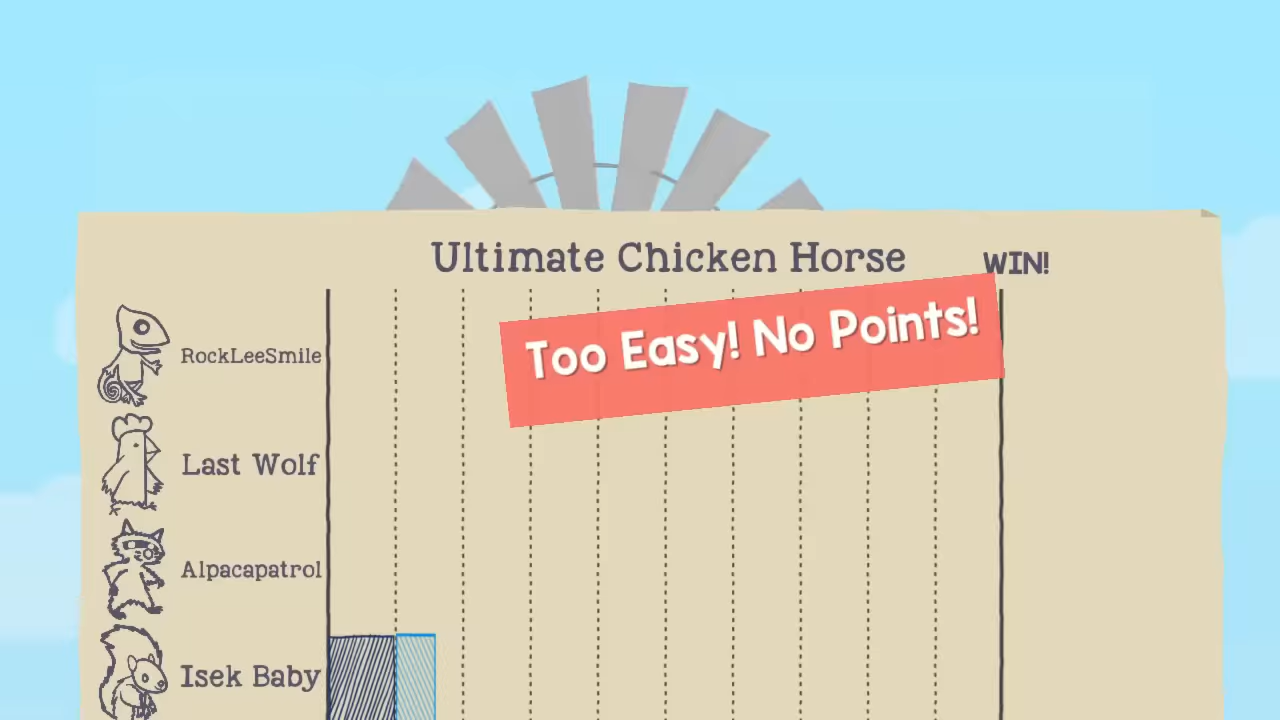 Ultimate Chicken Horse
WIN!
Too Easy! No Points!
RockLeeSmile
Last Wolf
Alpacapatrol
Isek Baby